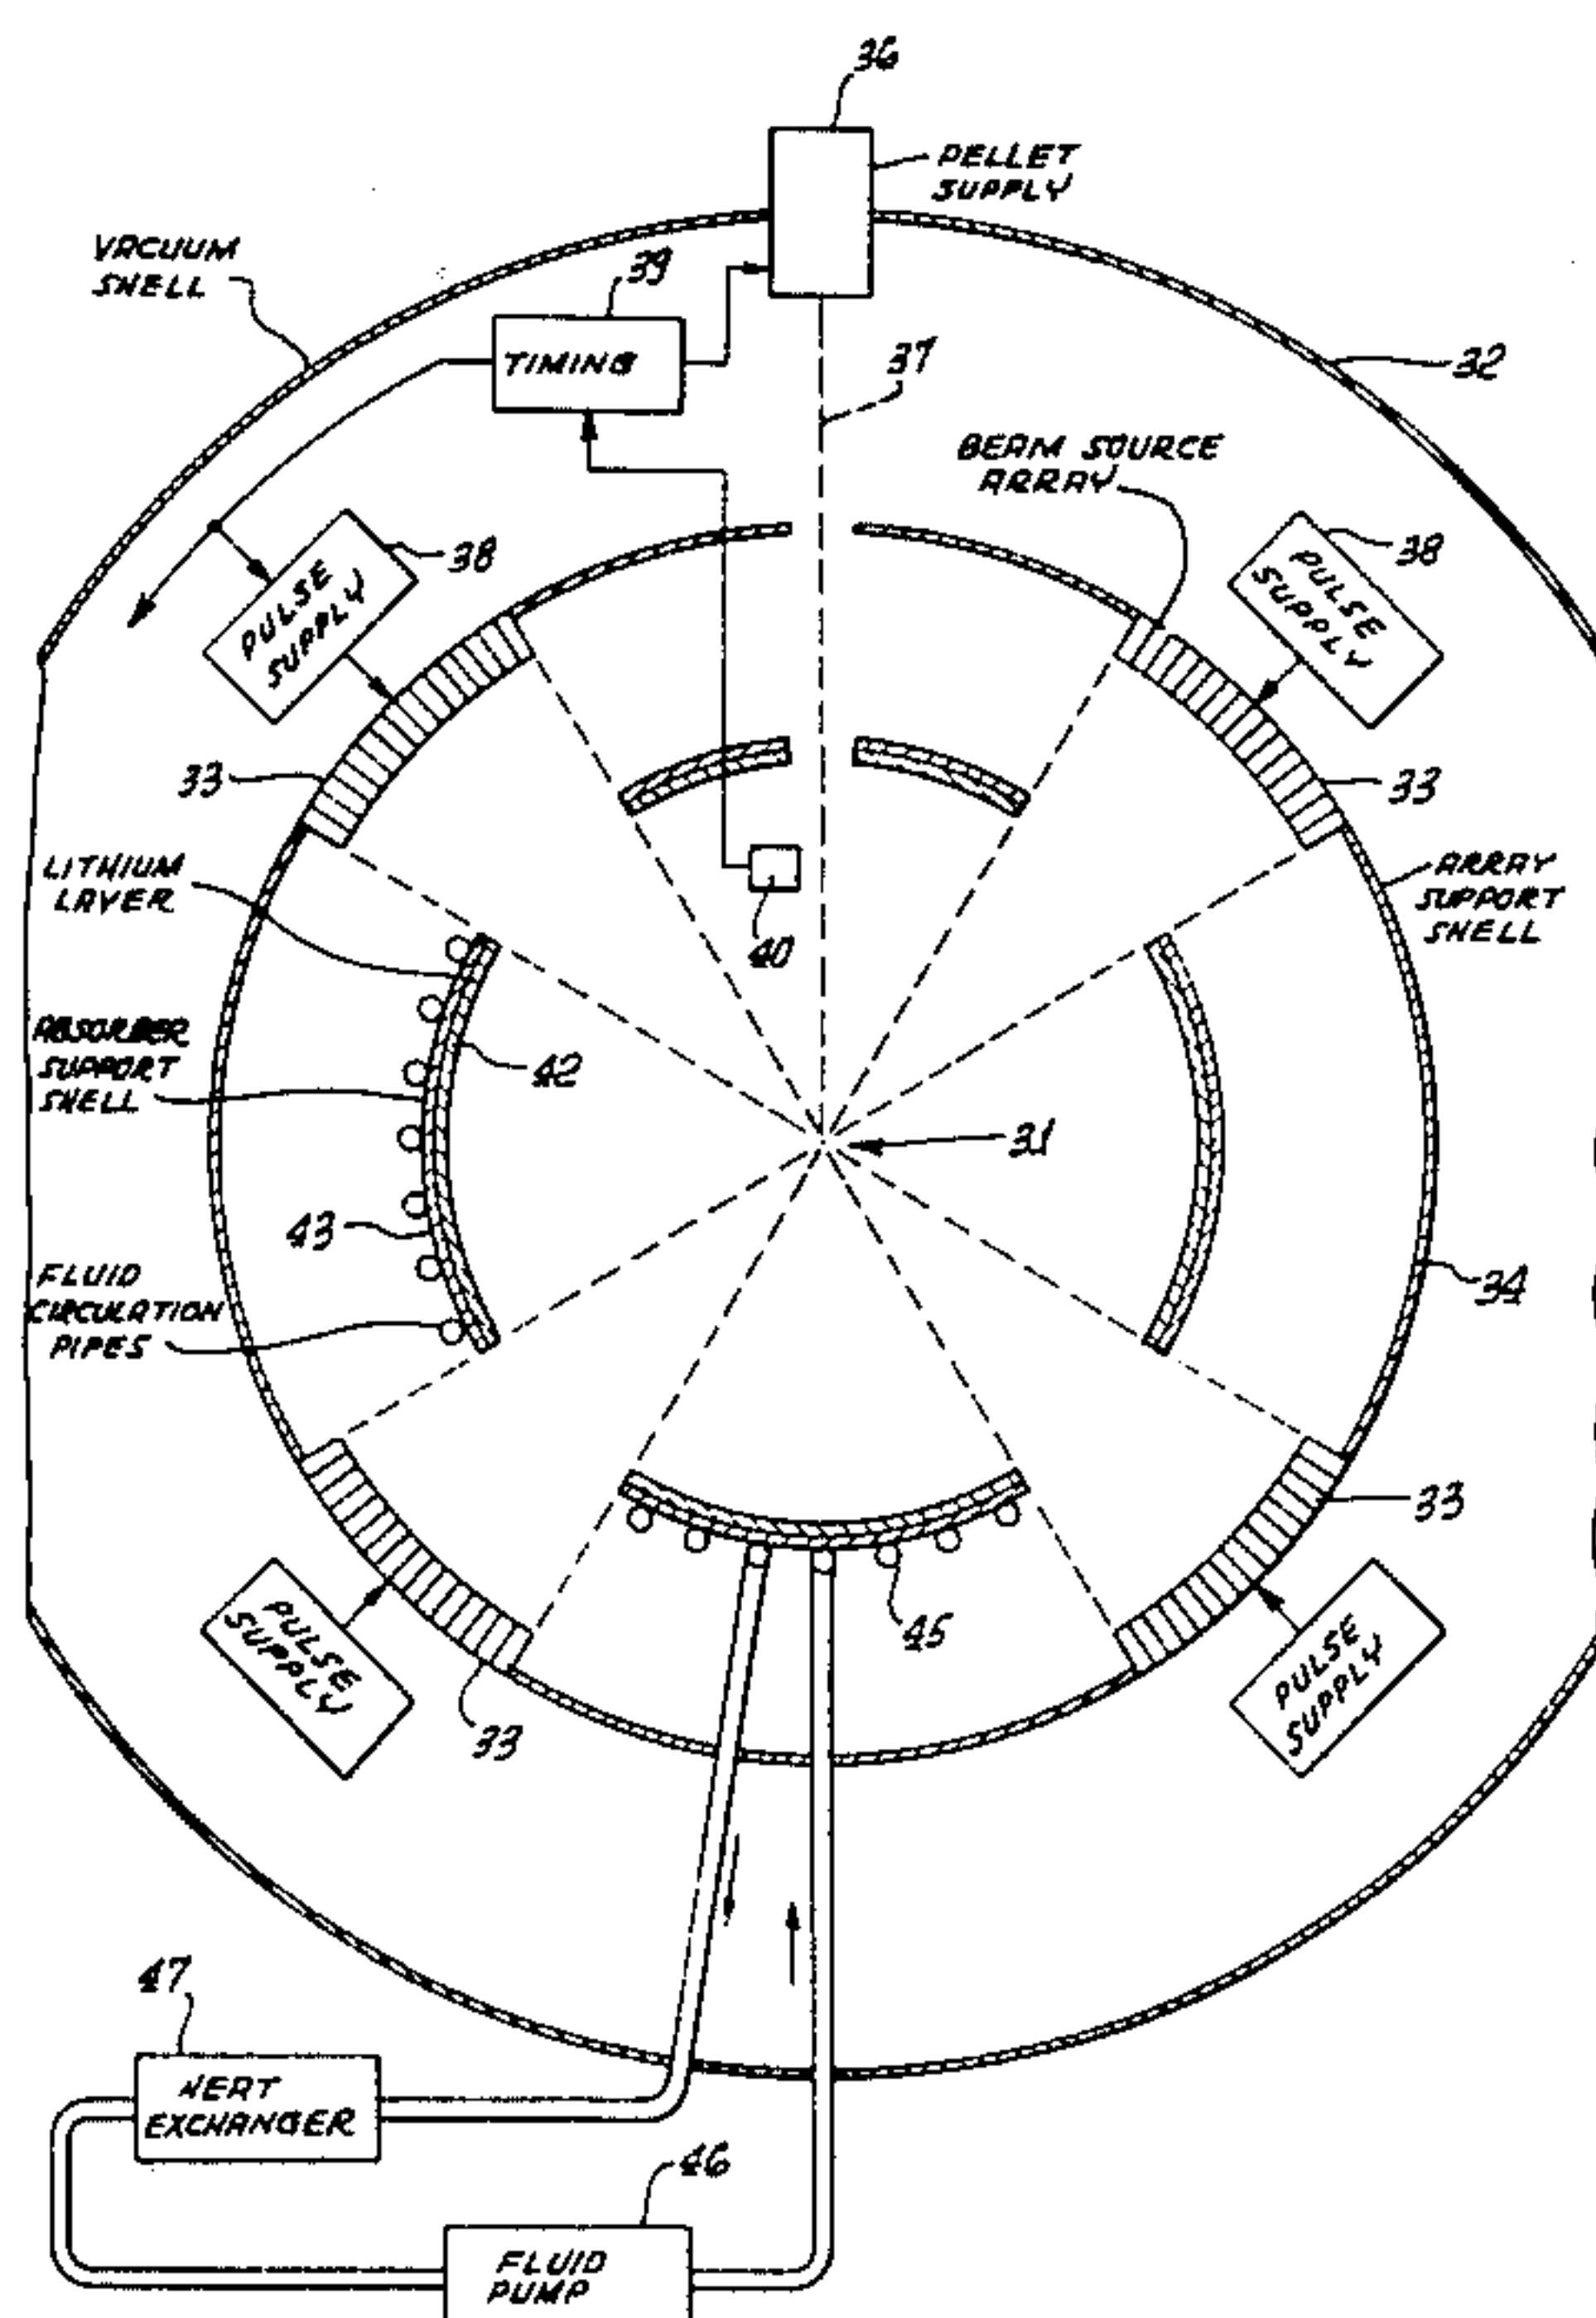 36
PELLET
SUPPLY
VACUUM
SHELL
39
TIMING
37
32
BEAM SOURCE
ARRAY
38
PULSE
SUPPLY
38
PULSE
SUPPLY
33
33
LITHIUM
LAYER
ARRAY
SUPPORT
SHELL
40
ABSORBER
SUPPORT
SHELL
42
31
43
FLUID
CIRCULATION
PIPES
34
33
PULSE
SUPPLY
45
PULSE
SUPPLY
33
47
HEAT
EXCHANGER
46
FLUID
PUMP